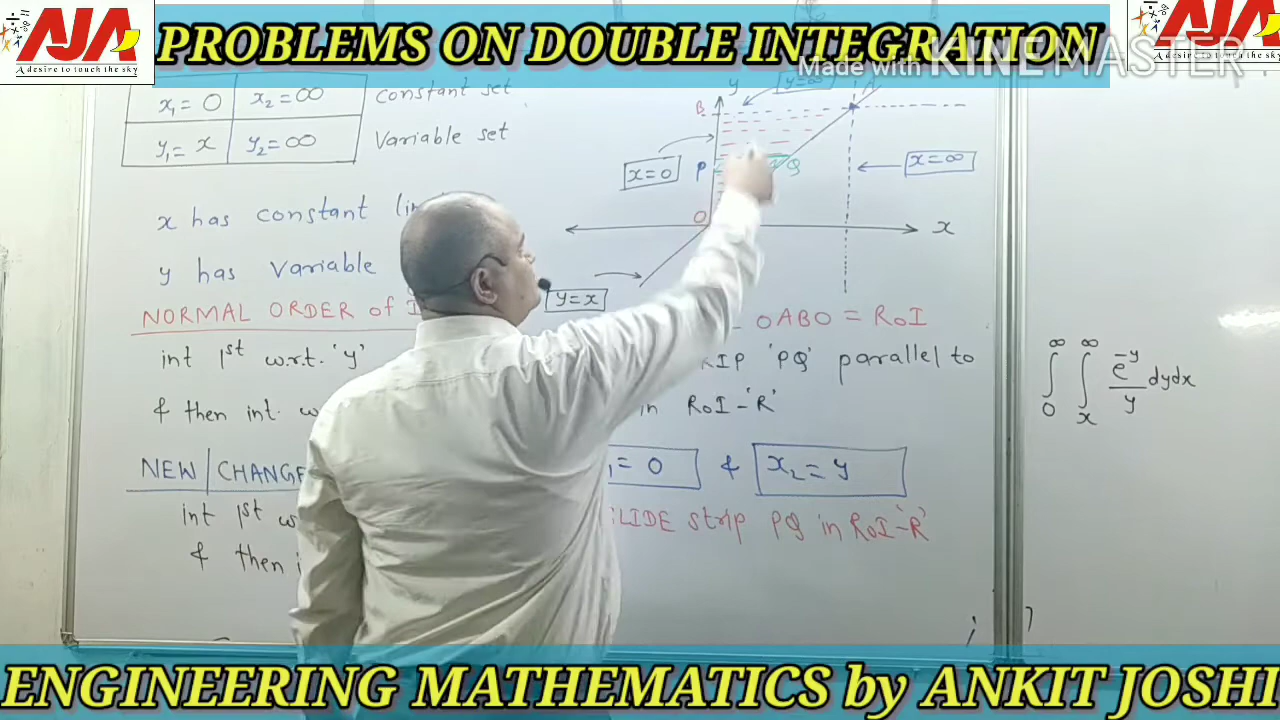 AJA
A desire to touch the sky
PROBLEMS ON DOUBLE INTEGRATION
Made with KINEMASTER
x₁ = 0 x₂ = ∞ Constant set
y₁ = x y₂ = ∞ Variable set
x has constant
y has variable
NORMAL ORDER of
int 1st w.r.t. 'y'
& then int.
NEW/CHANGE
int 1st w
& then i
y
y=∞
B
x=0
P
Q
x=∞
O
x
y=x
OABO = RoI
'PQ' parallel to
in RoI-'R'
= 0 & x₂ = y
SLIDE strip PQ in RoI-'R'
∫₀^∞ ∫ₓ^∞ e^-y/y dydx
ENGINEERING MATHEMATICS by ANKIT JOSHI